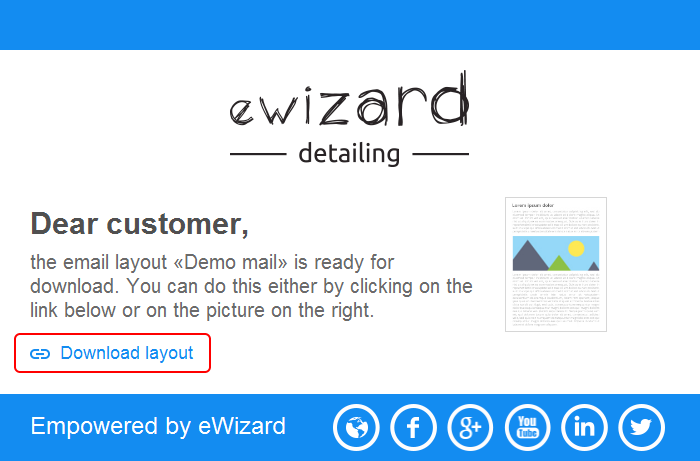 ewizard
detailing
Dear customer,
the email layout «Demo mail» is ready for
download. You can do this either by clicking on the
link below or on the picture on the right.
Lorem ipsum dolor
Download layout
Empowered by eWizard
You
Tube